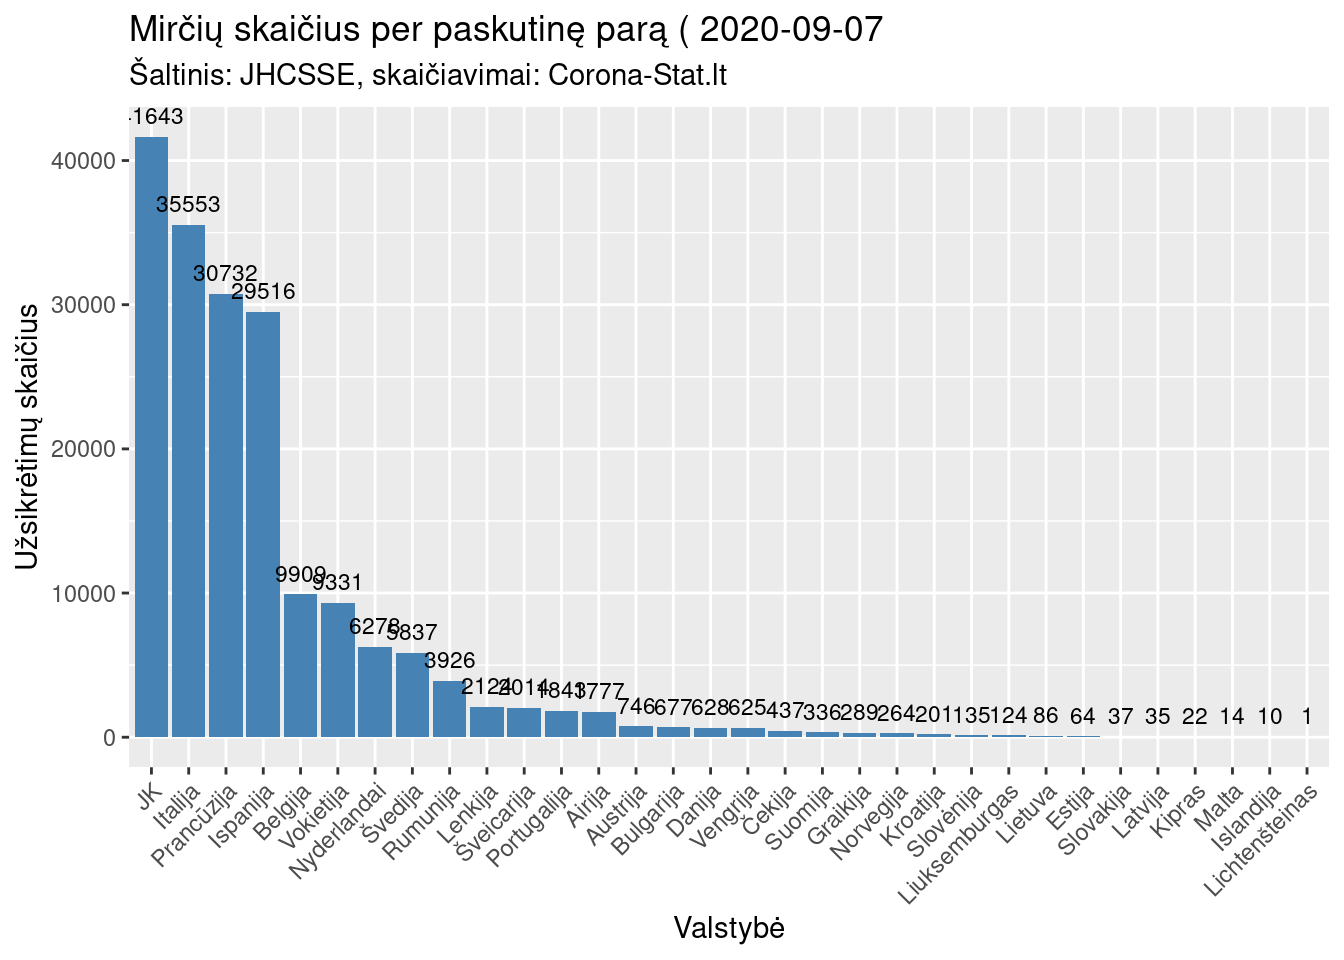 Mirčių skaičius per paskutinę parą ( 2020-09-07
Šaltinis: JHCSSE, skaičiavimai: Corona-Stat.lt
Užsikrėtimų skaičius
40000
30000
20000
10000
0
41643
35553
30732
29516
9909
9331
6278
5837
3926
2124
2014
1841
1777
746
677
628
625
437
336
289
264
201
135
124
86
64
37
35
22
14
10
1
JK
Italija
Prancūzija
Ispanija
Belgija
Vokietija
Nyderlandai
Švedija
Rumunija
Lenkija
Šveicarija
Portugalija
Airija
Austrija
Bulgarija
Danija
Vengrija
Čekija
Suomija
Graikija
Norvegija
Kroatija
Slovėnija
Liuksemburgas
Lietuva
Estija
Slovakija
Latvija
Kipras
Malta
Islandija
Lichtenšteinas
Valstybė